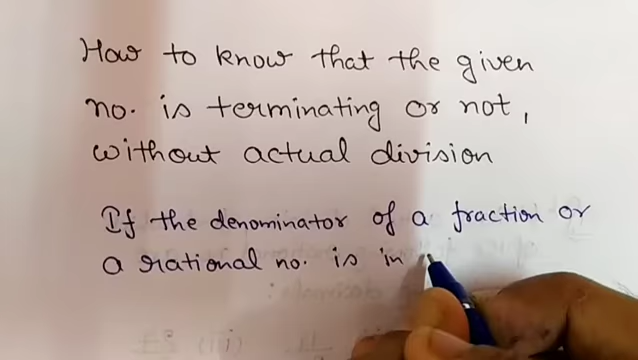 How to know that the given
no. is terminating or not,
without actual division
If the denominator of a fraction or
a rational no. is in